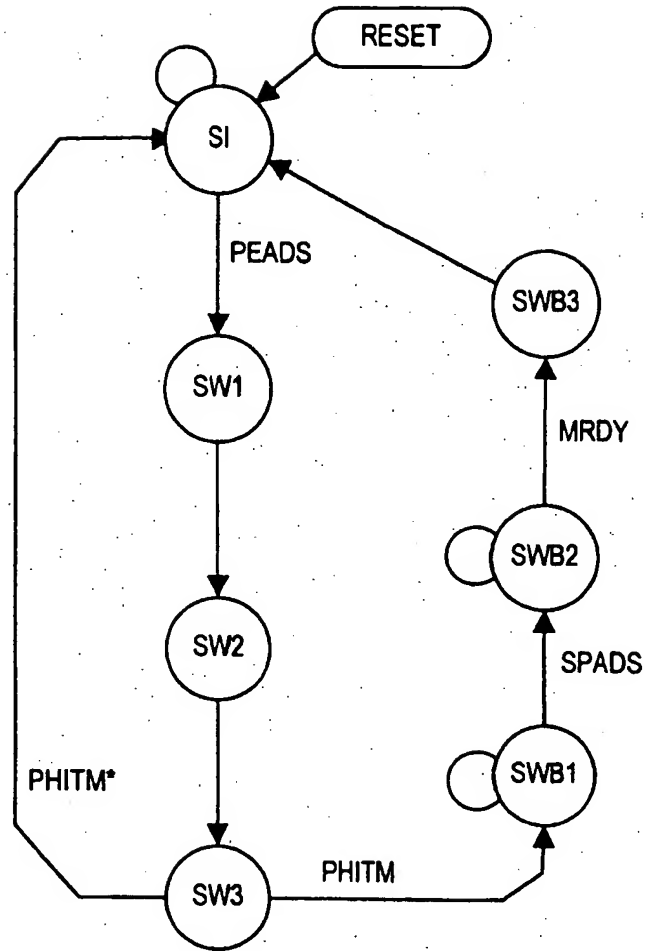 RESET
SI
PEADS
SWB3
SW1
MRDY
SWB2
SW2
SPADS
SWB1
PHITM*
PHITM
SW3